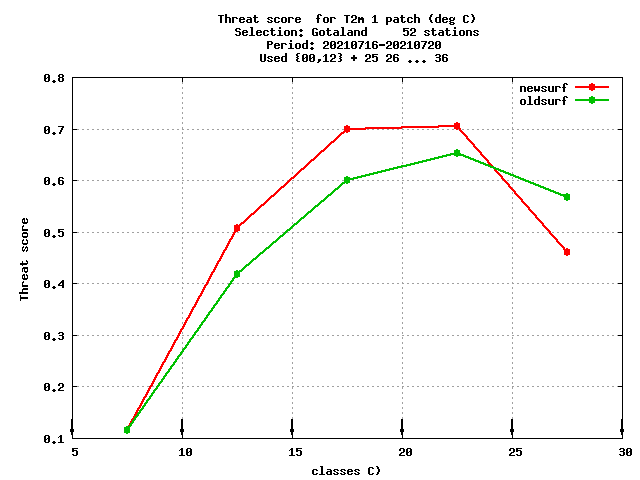 Threat score  for T2m 1 patch (deg C)
Selection: Gotaland     52 stations
Period: 20210716-20210720
Used {00,12} + 25 26 ... 36
newsurf
oldsurf
Threat score
0.8
0.7
0.6
0.5
0.4
0.3
0.2
0.1
5 10 15 20 25 30
classes C)